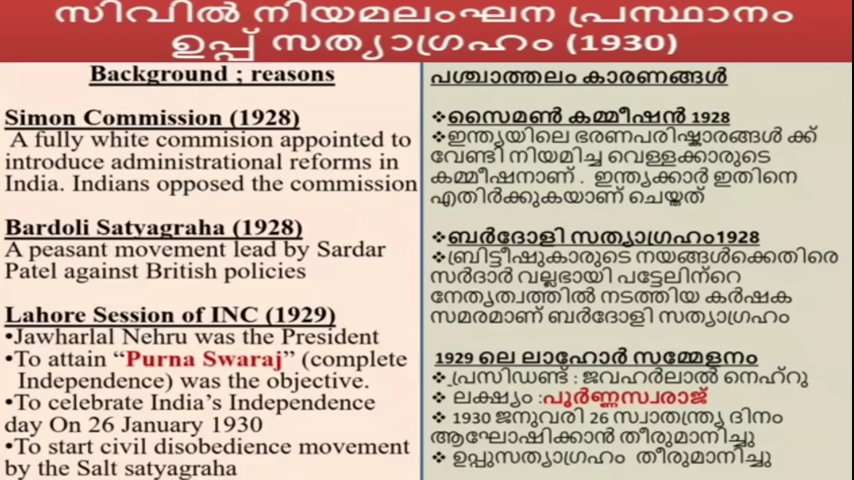 സിവിൽ നിയമലംഘന പ്രസ്ഥാനം
ഉപ്പ് സത്യാഗ്രഹം (1930)
Background ; reasons
Simon Commission (1928)
A fully white commision appointed to
introduce administrational reforms in
India. Indians opposed the commission
Bardoli Satyagraha (1928)
A peasant movement lead by Sardar
Patel against British policies
Lahore Session of INC (1929)
•Jawharlal Nehru was the President
•To attain “Purna Swaraj” (complete
Independence) was the objective.
•To celebrate India’s Independence
day On 26 January 1930
•To start civil disobedience movement
by the Salt satyagraha
പശ്ചാത്തലം കാരണങ്ങൾ
❖സൈമൺ കമ്മീഷൻ 1928
❖ഇന്ത്യയിലെ ഭരണപരിഷ്കാരങ്ങൾ ക്ക്
വേണ്ടി നിയമിച്ച വെള്ളക്കാരുടെ
കമ്മീഷനാണ് . ഇന്ത്യക്കാർ ഇതിനെ
എതിർക്കുകയാണ് ചെയ്തത്
❖ബർദോളി സത്യാഗ്രഹം1928
❖ബ്രിട്ടീഷുകാരുടെ നയങ്ങൾക്കെതിരെ
സർദാർ വല്ലഭായി പട്ടേലിന്റെ
നേതൃത്വത്തിൽ നടത്തിയ കർഷക
സമരമാണ് ബർദോളി സത്യാഗ്രഹം
1929 ലെ ലാഹോർ സമ്മേളനം
❖ പ്രസിഡണ്ട് : ജവഹർലാൽ നെഹ്റു
❖ ലക്ഷ്യം :പൂർണ്ണസ്വരാജ്
❖ 1930 ജനുവരി 26 സ്വാതന്ത്ര്യ ദിനം
ആഘോഷിക്കാൻ തീരുമാനിച്ചു
❖ ഉപ്പുസത്യാഗ്രഹം തീരുമാനിച്ചു